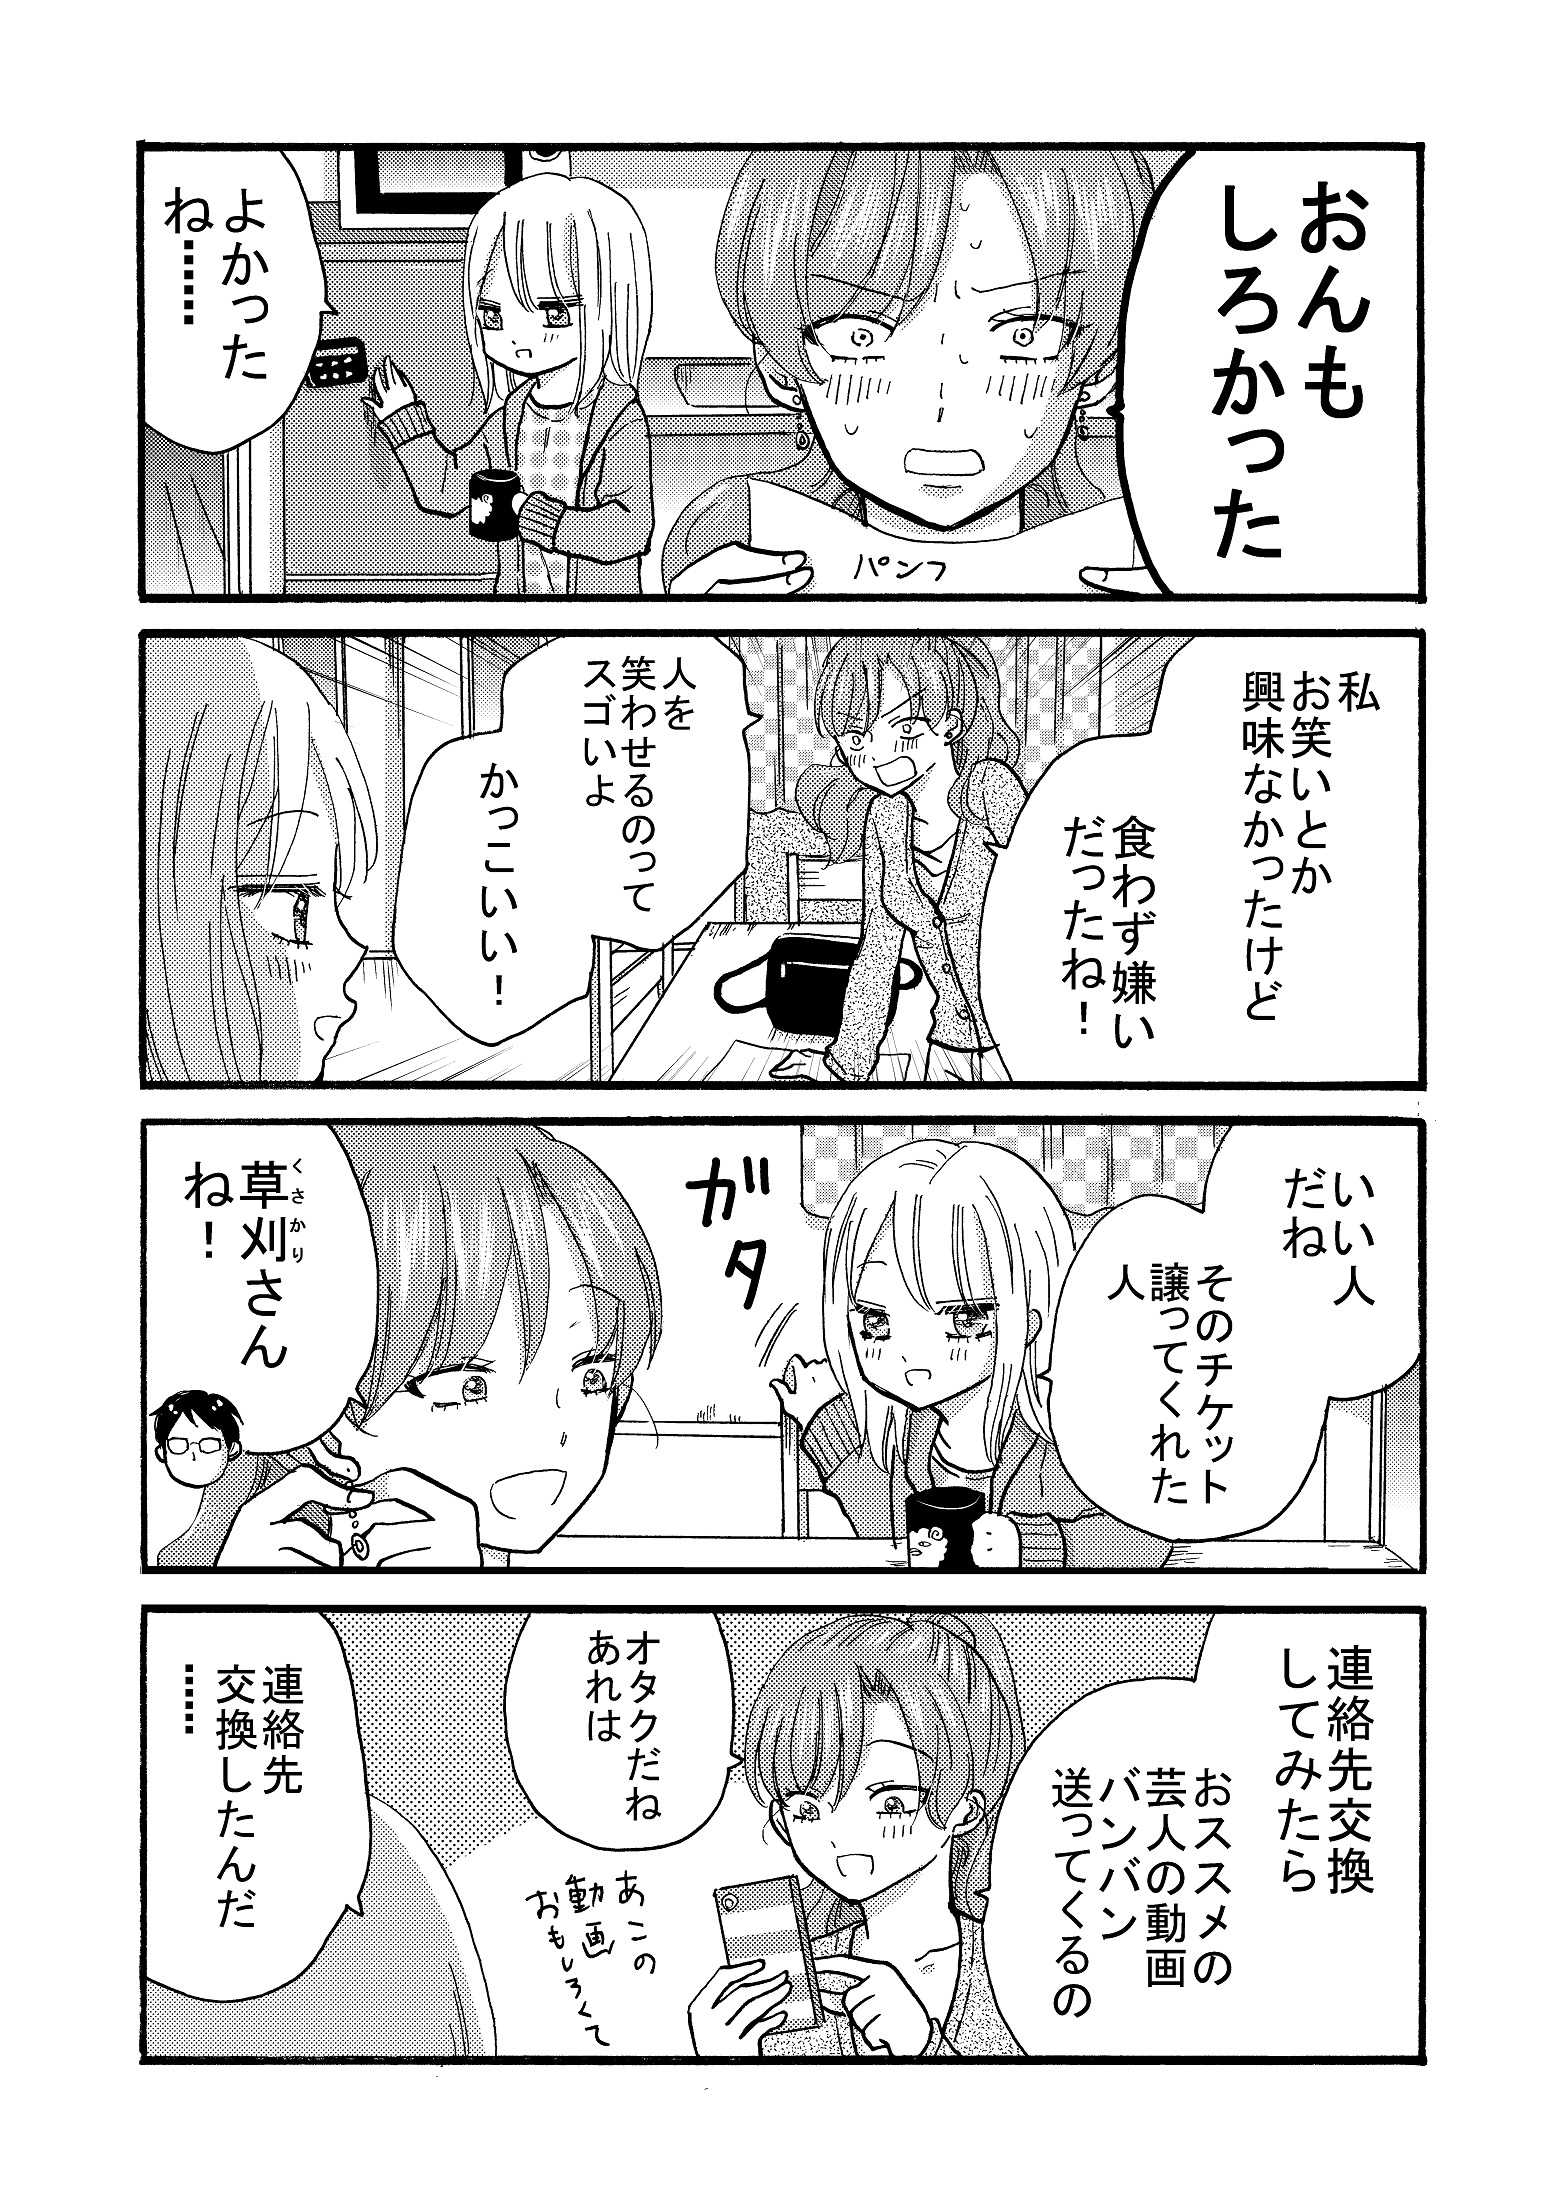 おんも
しろかった
パンフ
よかった
ね……
私
お笑いとか
興味なかったけど
食わず嫌い
だったね！
人を
笑わせるのって
スゴいよ
かっこいい！
いい人
だね
そのチケット
譲ってくれた
人
ガタ
草刈さん
くさかり
ね！
連絡先交換
してみたら
おススメの
芸人の動画
バンバン
送ってくるの
オタクだね
あれは
あこの
動画
おもしろくて
連絡先
交換したんだ
……